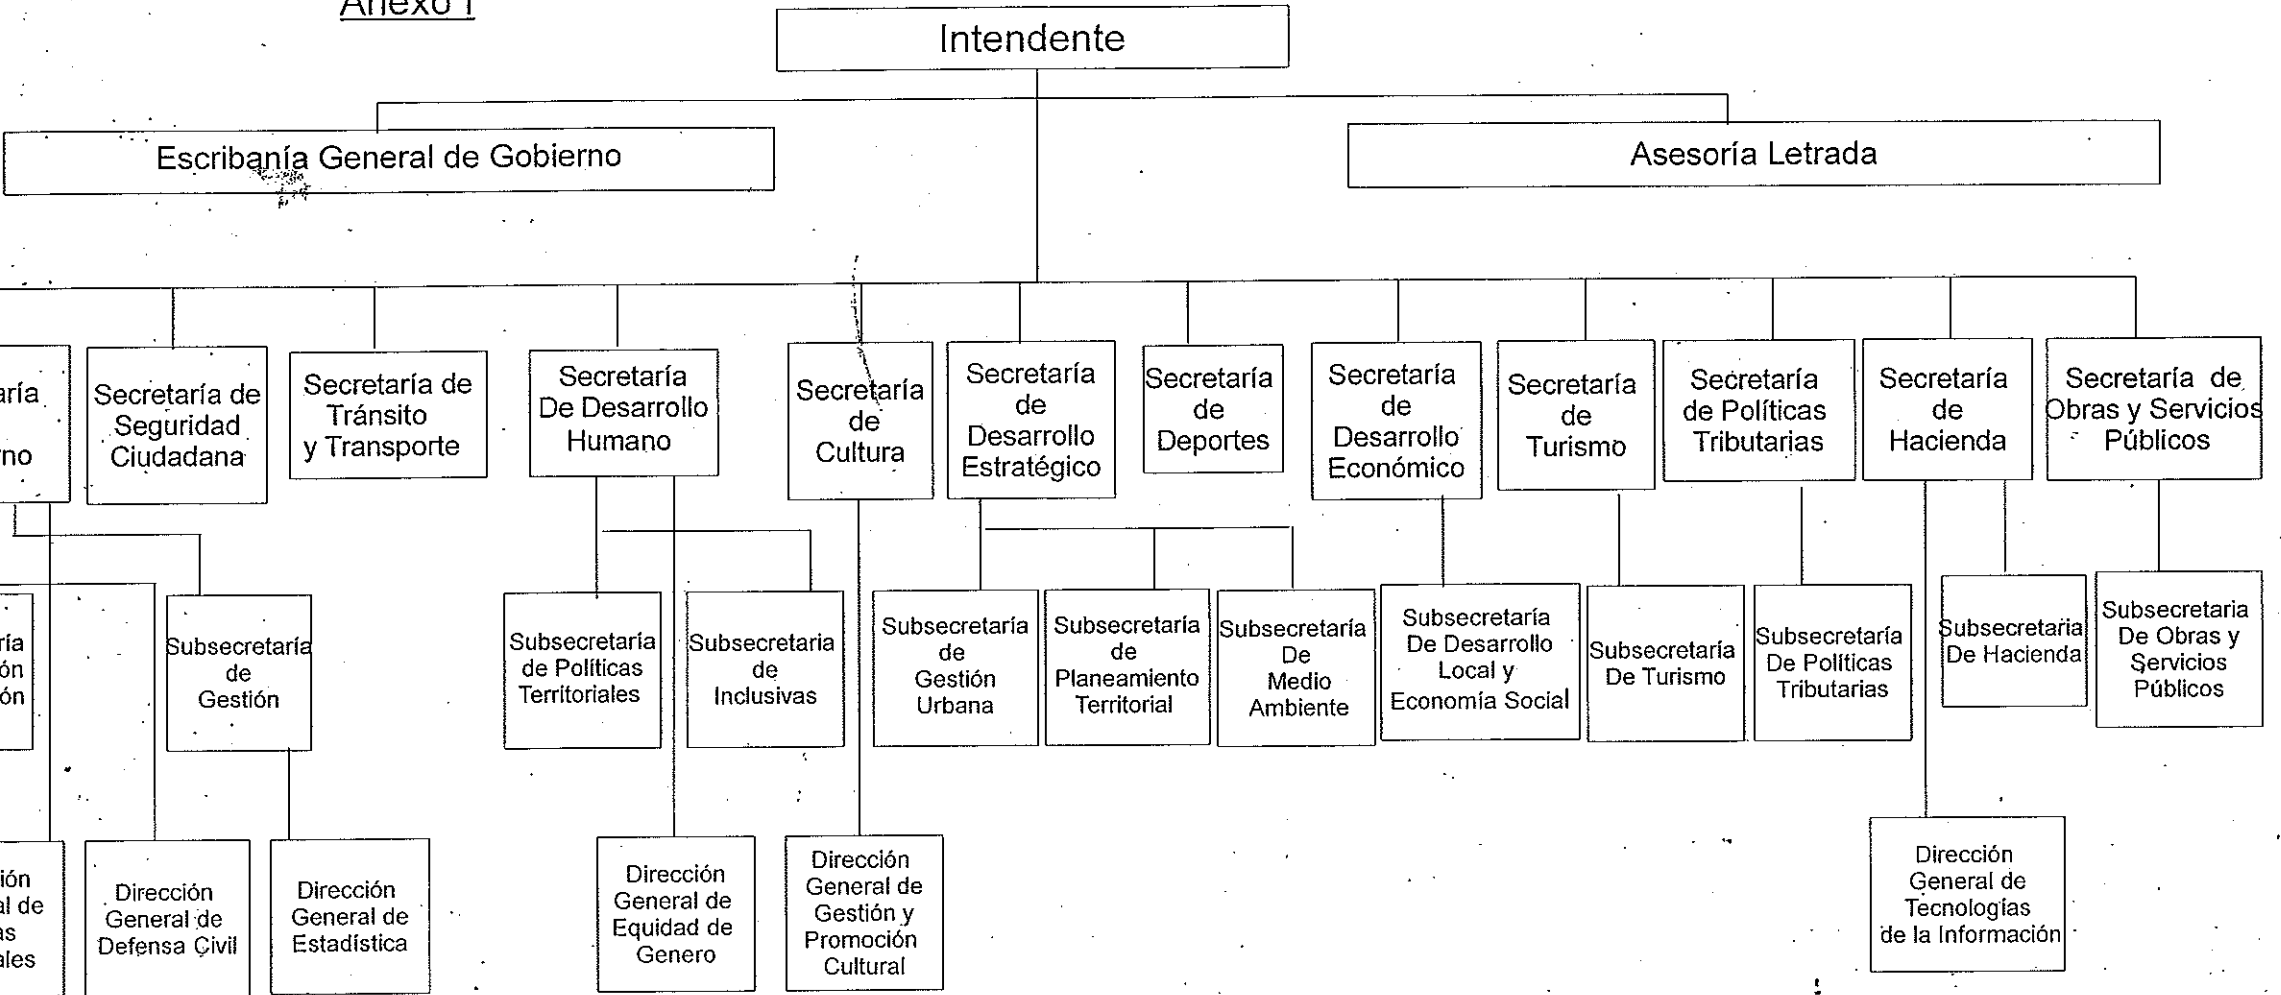 Anexo I
Intendente
Escribanía General de Gobierno
Asesoría Letrada
Secretaría de
Seguridad
Ciudadana
Secretaría de
Tránsito
y Transporte
Secretaría
De Desarrollo
Humano
Secretaría
de
Cultura
Secretaría
de
Desarrollo
Estratégico
Secretaría
de
Deportes
Secretaría
de
Desarrollo
Económico
Secretaría
de
Turismo
Secretaría
de Políticas
Tributarias
Secretaría
de
Hacienda
Secretaría de
Obras y Servicios
Públicos
Subsecretaría
de
Gestión
Subsecretaría
de Políticas
Territoriales
Subsecretaria
de
Inclusivas
Subsecretaría
de
Gestión
Urbana
Subsecretaría
de
Planeamiento
Territorial
Subsecretaría
De
Medio
Ambiente
Subsecretaría
De Desarrollo
Local y
Economía Social
Subsecretaría
De Turismo
Subsecretaría
De Políticas
Tributarias
Subsecretaria
De Hacienda
Subsecretaria
De Obras y
Servicios
Públicos
Dirección
General de
Defensa Civil
Dirección
General de
Estadística
Dirección
General de
Equidad de
Genero
Dirección
General de
Gestión y
Promoción
Cultural
Dirección
General de
Tecnologías
de la Información